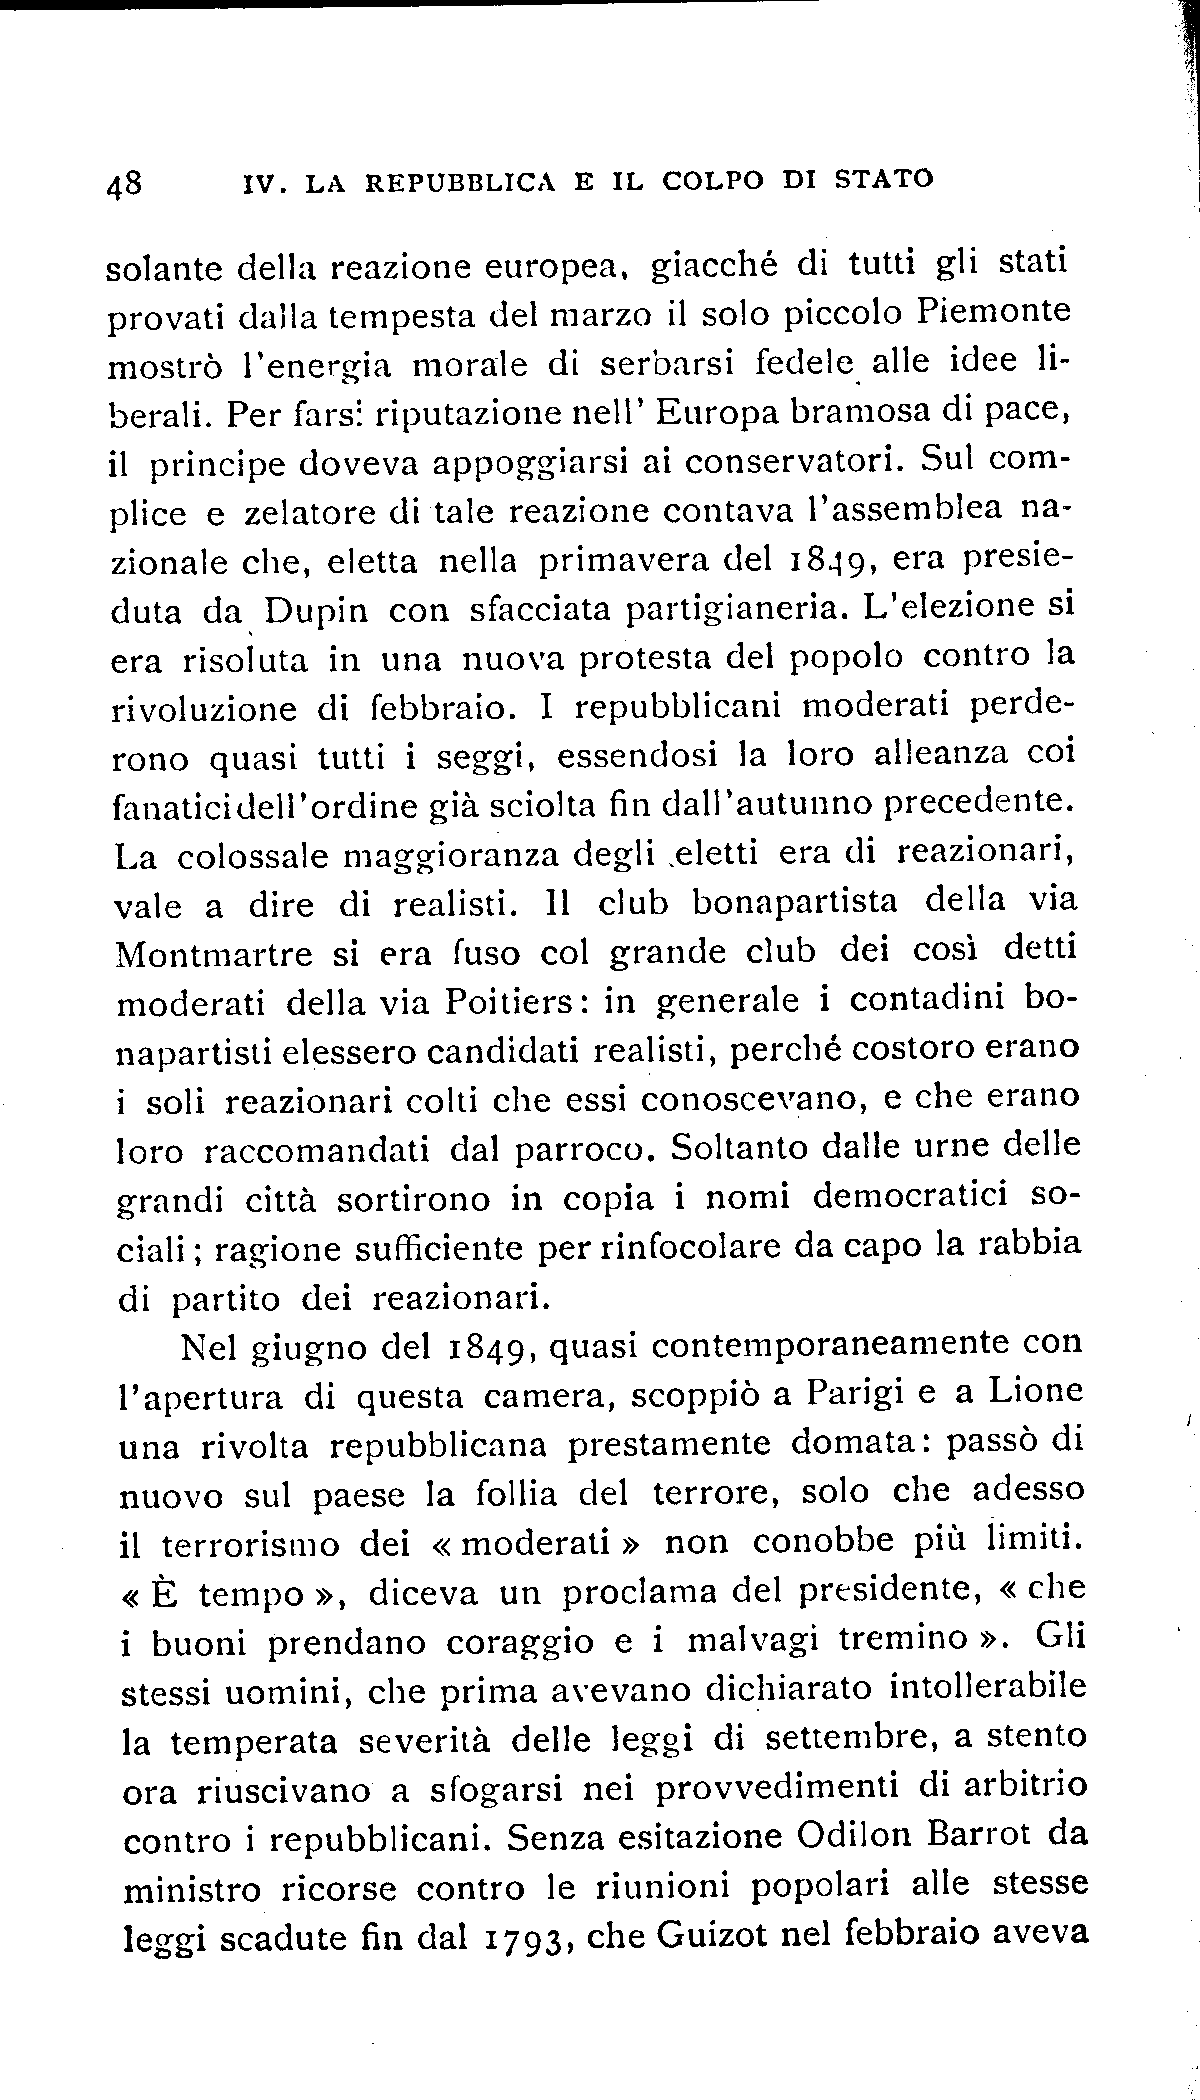 48 IV. LA REPUBBLICA E IL COLPO DI STATO
solante della reazione europea, giacché di tutti gli stati
provati dalla tempesta del marzo il solo piccolo Piemonte
mostrò l'energia morale di serbarsi fedele alle idee li-
berali. Per farsi riputazione nell' Europa bramosa di pace,
il principe doveva appoggiarsi ai conservatori. Sul com-
plice e zelatore di tale reazione contava l'assemblea na-
zionale che, eletta nella primavera del 1849, era presie-
duta da Dupin con sfacciata partigianeria. L'elezione si
era risoluta in una nuova protesta del popolo contro la
rivoluzione di febbraio. I repubblicani moderati perde-
rono quasi tutti i seggi, essendosi la loro alleanza coi
fanatici dell'ordine già sciolta fin dall'autunno precedente.
La colossale maggioranza degli eletti era di reazionari,
vale a dire di realisti. Il club bonapartista della via
Montmartre si era fuso col grande club dei così detti
moderati della via Poitiers: in generale i contadini bo-
napartisti elessero candidati realisti, perché costoro erano
i soli reazionari colti che essi conoscevano, e che erano
loro raccomandati dal parroco. Soltanto dalle urne delle
grandi città sortirono in copia i nomi democratici so-
ciali; ragione sufficiente per rinfocolare da capo la rabbia
di partito dei reazionari.
Nel giugno del 1849, quasi contemporaneamente con
l'apertura di questa camera, scoppiò a Parigi e a Lione
una rivolta repubblicana prestamente domata: passò di
nuovo sul paese la follia del terrore, solo che adesso
il terrorismo dei « moderati » non conobbe più limiti.
« È tempo », diceva un proclama del presidente, « che
i buoni prendano coraggio e i malvagi tremino ». Gli
stessi uomini, che prima avevano dichiarato intollerabile
la temperata severità delle leggi di settembre, a stento
ora riuscivano a sfogarsi nei provvedimenti di arbitrio
contro i repubblicani. Senza esitazione Odilon Barrot da
ministro ricorse contro le riunioni popolari alle stesse
leggi scadute fin dal 1793, che Guizot nel febbraio aveva